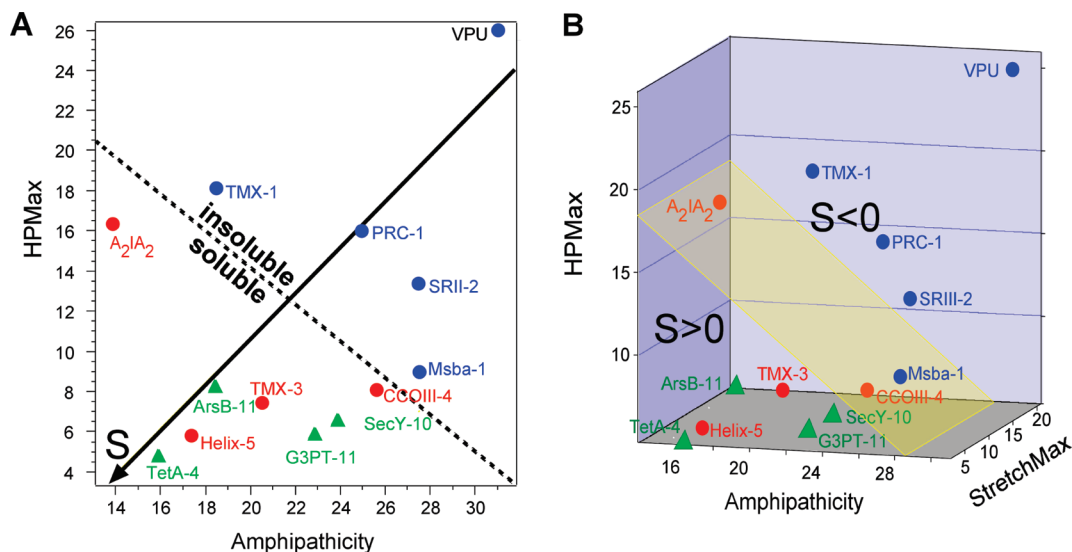 A
HPMax
26
24
22
20
18
16
14
12
10
8
6
4
VPU
TMX-1
A2IA2
insoluble
soluble
PRC-1
SRII-2
Msba-1
ArsB-11
TMX-3
CCOIII-4
Helix-5
SecY-10
G3PT-11
TetA-4
S
14 16 18 20 22 24 26 28 30
Amphipathicity
B
HPMax
25
20
15
10
VPU
TMX-1
A2IA2
S<0
PRC-1
SRIII-2
S>0
ArsB-11
TMX-3
Msba-1
CCOIII-4
SecY-10
TetA-4
Helix-5
G3PT-11
16 20 24 28
5 10 15 20
Amphipathicity
StretchMax